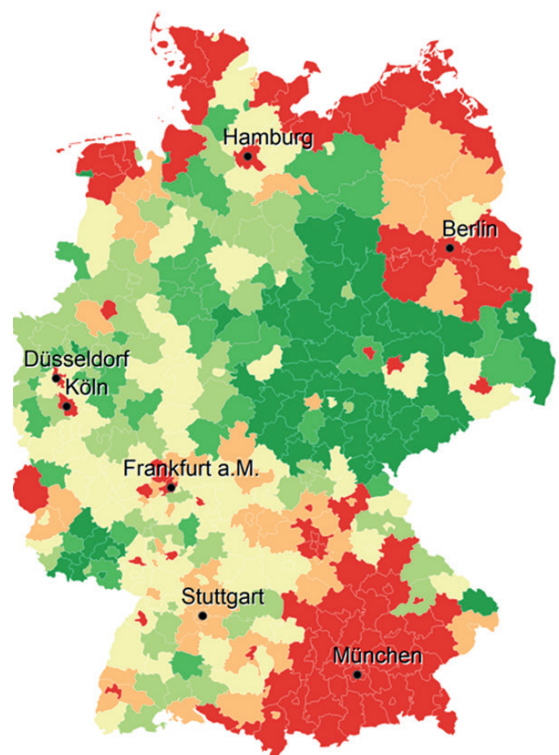 Hamburg
Berlin
Düsseldorf
Köln
Frankfurt a.M.
Stuttgart
München